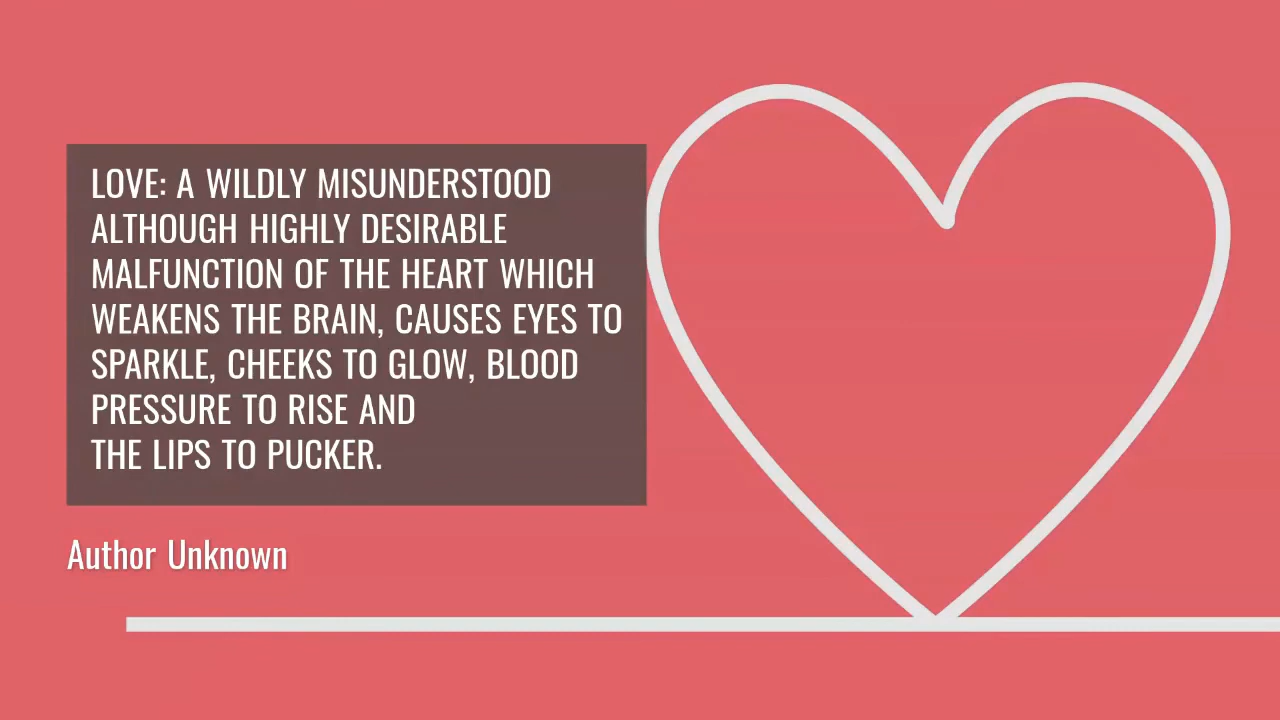 LOVE: A WILDLY MISUNDERSTOOD
ALTHOUGH HIGHLY DESIRABLE
MALFUNCTION OF THE HEART WHICH
WEAKENS THE BRAIN, CAUSES EYES TO
SPARKLE, CHEEKS TO GLOW, BLOOD
PRESSURE TO RISE AND
THE LIPS TO PUCKER.
Author Unknown